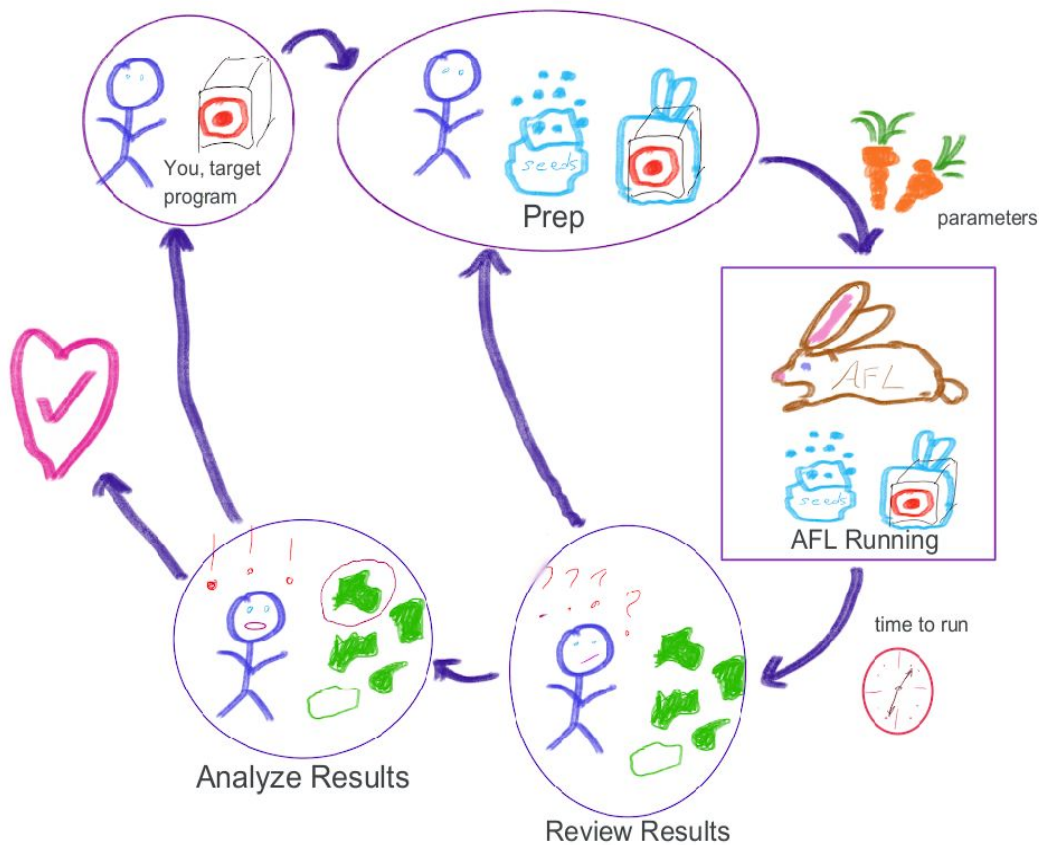 You, target
program
seeds
Prep
parameters
AFL
seeds
AFL Running
time to run
Analyze Results
Review Results